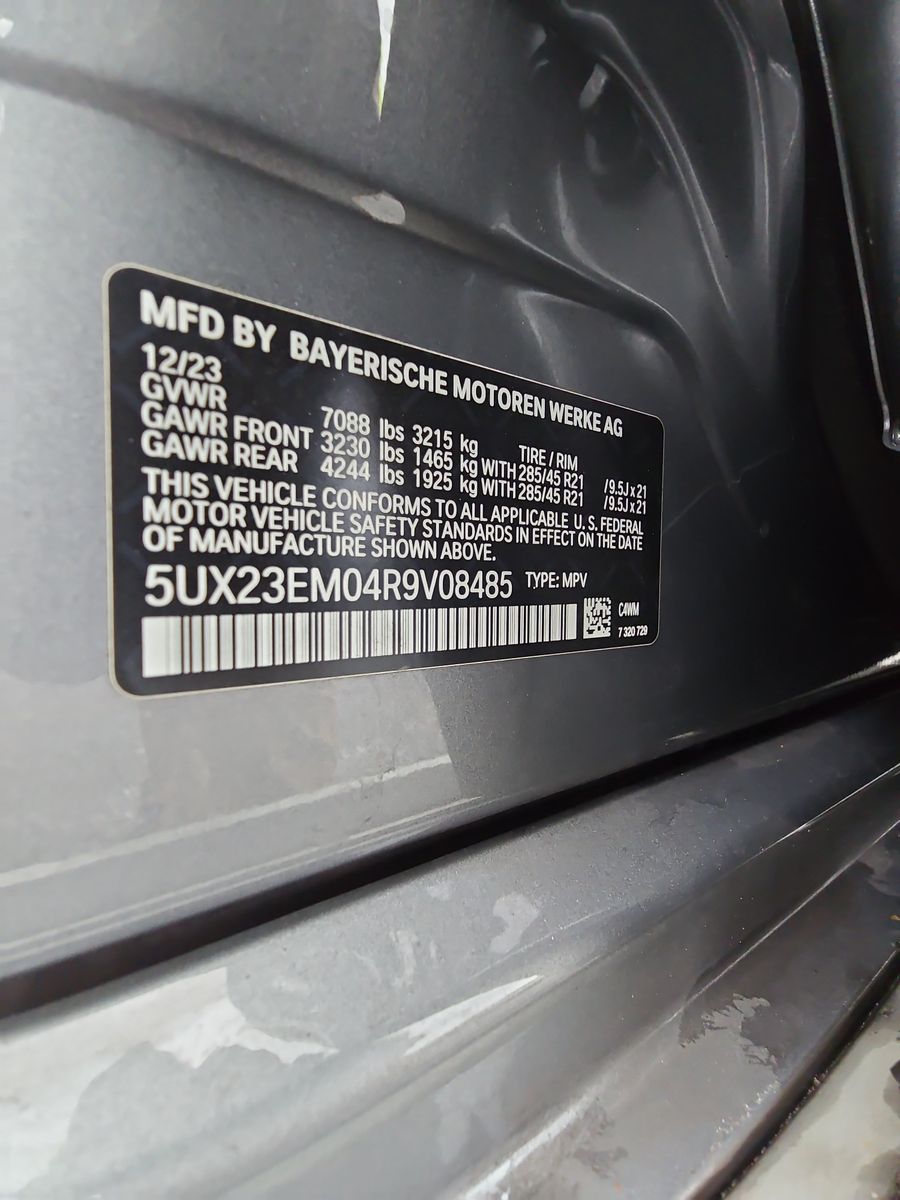 MFD BY BAYERISCHE MOTOREN WERKE AG
12/23
GVWR 7088 lbs 3215 kg TIRE / RIM
GAWR FRONT 3230 lbs 1465 kg WITH 285/45 R21 /9.5J x 21
GAWR REAR 4244 lbs 1925 kg WITH 285/45 R21 /9.5J x 21
THIS VEHICLE CONFORMS TO ALL APPLICABLE U. S. FEDERAL
MOTOR VEHICLE SAFETY STANDARDS IN EFFECT ON THE DATE
OF MANUFACTURE SHOWN ABOVE.
5UX23EM04R9V08485 TYPE: MPV
C4WM
7 320 729